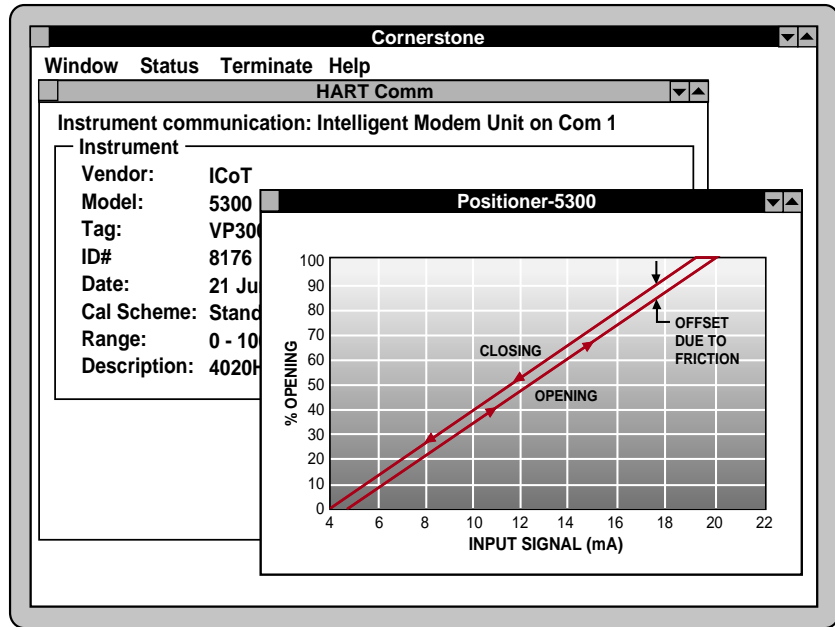 Cornerstone
Window Status Terminate Help
HART Comm
Instrument communication: Intelligent Modem Unit on Com 1
Instrument
Vendor: ICoT
Model: 5300
Tag: VP300
ID# 8176
Date: 21 Ju
Cal Scheme: Stand
Range: 0 - 10
Description: 4020H
Positioner-5300
% OPENING
100
90
80
70
60
50
40
30
20
10
0
CLOSING
OPENING
OFFSET
DUE TO
FRICTION
4 6 8 10 12 14 16 18 20 22
INPUT SIGNAL (mA)